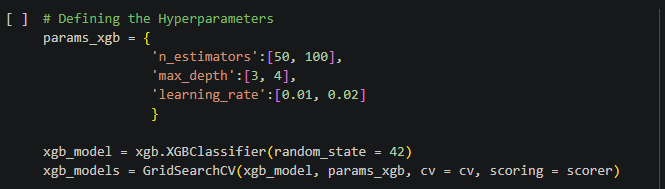 [ ] # Defining the Hyperparameters
params_xgb = {
'n_estimators':[50, 100],
'max_depth':[3, 4],
'learning_rate':[0.01, 0.02]
}
xgb_model = xgb.XGBClassifier(random_state = 42)
xgb_models = GridSearchCV(xgb_model, params_xgb, cv = cv, scoring = scorer)